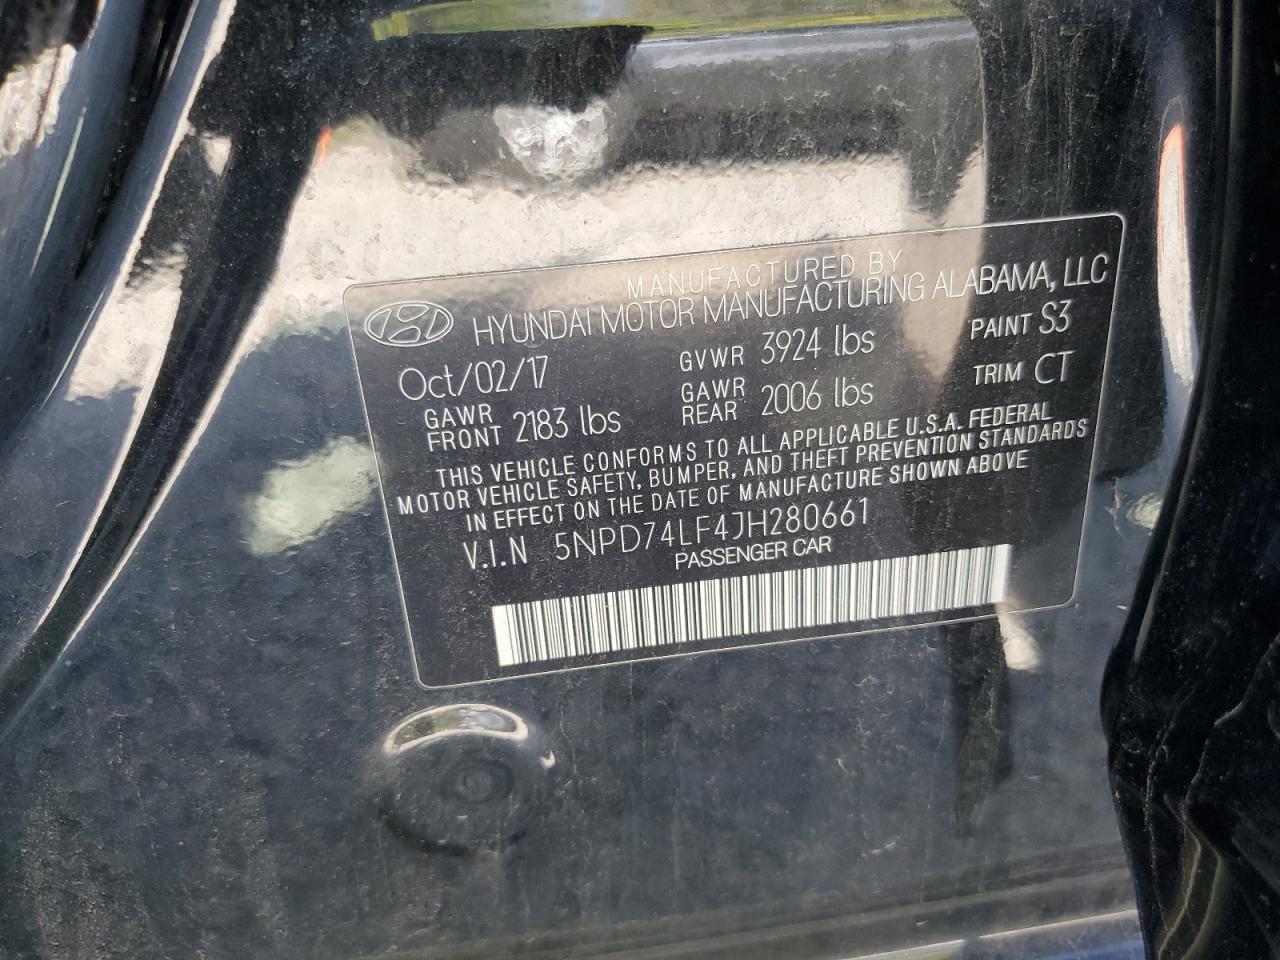 MANUFACTURED BY
HYUNDAI MOTOR MANUFACTURING ALABAMA, LLC
Oct/02/17 GVWR 3924 lbs PAINT S3
GAWR FRONT 2183 lbs GAWR REAR 2006 lbs TRIM CT
THIS VEHICLE CONFORMS TO ALL APPLICABLE U.S.A. FEDERAL
MOTOR VEHICLE SAFETY, BUMPER, AND THEFT PREVENTION STANDARDS
IN EFFECT ON THE DATE OF MANUFACTURE SHOWN ABOVE
V.I.N 5NPD74LF4JH280661
PASSENGER CAR